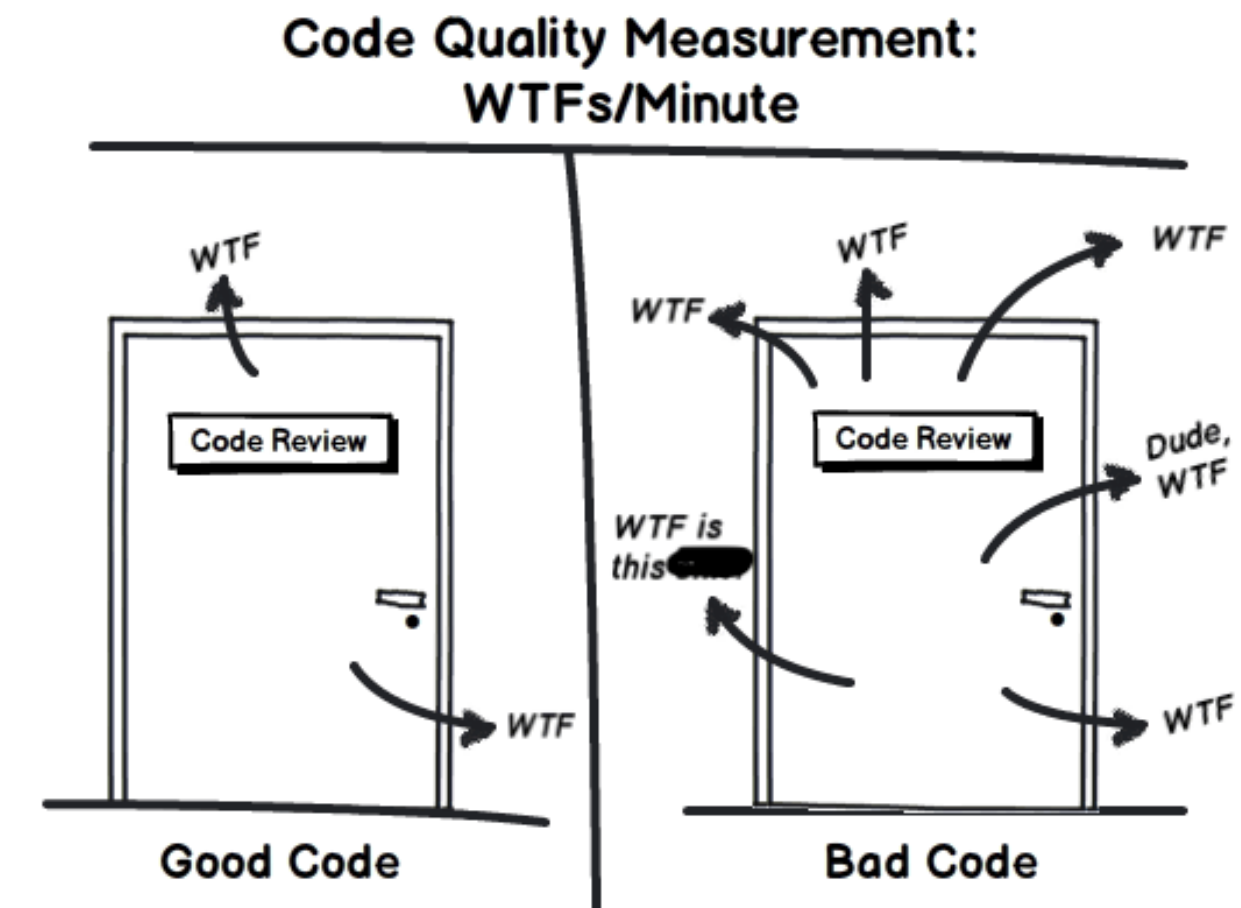 Code Quality Measurement:
WTFs/Minute
WTF
Code Review
WTF
Good Code
WTF
WTF
WTF
Code Review
Dude,
WTF
WTF is
this
WTF
Bad Code